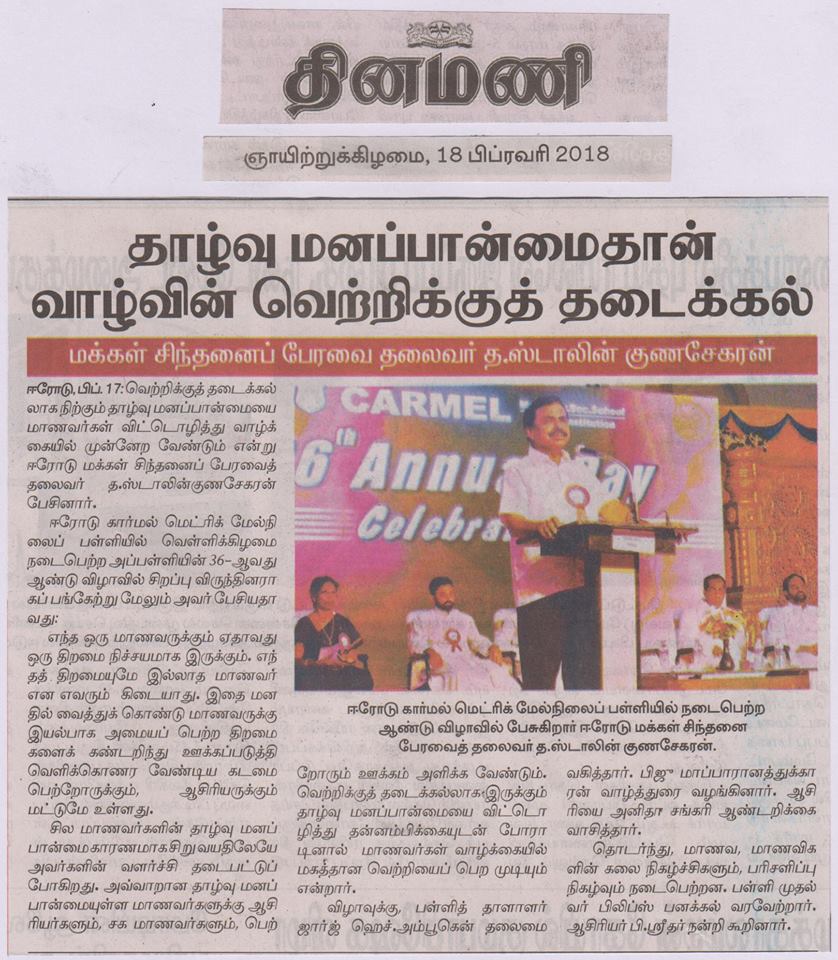 தினமணி
ஞாயிற்றுக்கிழமை, 18 பிப்ரவரி 2018
தாழ்வு மனப்பான்மைதான்
வாழ்வின் வெற்றிக்குத் தடைக்கல்
மக்கள் சிந்தனைப் பேரவை தலைவர் த.ஸ்டாலின் குணசேகரன்
ஈரோடு, பிப். 17: வெற்றிக்குத் தடைக்கல்
லாக நிற்கும் தாழ்வு மனப்பான்மையை
மாணவர்கள் விட்டொழித்து வாழ்க்
கையில் முன்னேற வேண்டும் என்று
ஈரோடு மக்கள் சிந்தனைப் பேரவைத்
தலைவர் த.ஸ்டாலின்குணசேகரன்
பேசினார்.
ஈரோடு கார்மல் மெட்ரிக் மேல்நி
லைப் பள்ளியில் வெள்ளிக்கிழமை
நடைபெற்ற அப்பள்ளியின் 36-ஆவது
ஆண்டு விழாவில் சிறப்பு விருந்தினரா
கப் பங்கேற்று மேலும் அவர் பேசியதா
வது:
எந்த ஒரு மாணவருக்கும் ஏதாவது
ஒரு திறமை நிச்சயமாக இருக்கும். எந்
தத் திறமையுமே இல்லாத மாணவர்
என எவரும் கிடையாது. இதை மன
தில் வைத்துக் கொண்டு மாணவருக்கு
இயல்பாக அமையப் பெற்ற திறமை
களைக் கண்டறிந்து ஊக்கப்படுத்தி
வெளிக்கொணர வேண்டிய கடமை
பெற்றோருக்கும், ஆசிரியருக்கும்
மட்டுமே உள்ளது.
சில மாணவர்களின் தாழ்வு மனப்
பான்மை காரணமாக சிறு வயதிலேயே
அவர்களின் வளர்ச்சி தடைபட்டுப்
போகிறது. அவ்வாறான தாழ்வு மனப்
பான்மையுள்ள மாணவர்களுக்கு ஆசி
ரியர்களும், சக மாணவர்களும், பெற்
CARMEL
.Sec.School
Institution
6th Annual Day
Celebra
ஈரோடு கார்மல் மெட்ரிக் மேல்நிலைப் பள்ளியில் நடைபெற்ற
ஆண்டு விழாவில் பேசுகிறார் ஈரோடு மக்கள் சிந்தனை
பேரவைத் தலைவர் த.ஸ்டாலின் குணசேகரன்.
றோரும் ஊக்கம் அளிக்க வேண்டும்.
வெற்றிக்குத் தடைக்கல்லாக இருக்கும்
தாழ்வு மனப்பான்மையை விட்டொ
ழித்து தன்னம்பிக்கையுடன் போரா
டினால் மாணவர்கள் வாழ்க்கையில்
மகத்தான வெற்றியைப் பெற முடியும்
என்றார்.
விழாவுக்கு, பள்ளித் தாளாளர்
ஜார்ஜ் ஹெச்.அம்பூகென் தலைமை
வகித்தார். பிஜு மாப்பாரானத்துக்கா
ரன் வாழ்த்துரை வழங்கினார். ஆசி
ரியை அனிதா சங்கரி ஆண்டறிக்கை
வாசித்தார்.
தொடர்ந்து, மாணவ, மாணவிக
ளின் கலை நிகழ்ச்சிகளும், பரிசளிப்பு
நிகழ்வும் நடைபெற்றன. பள்ளி முதல்
வர் பிலிப்ஸ் பனக்கல் வரவேற்றார்.
ஆசிரியர் பி.ஸ்ரீதர் நன்றி கூறினார்.